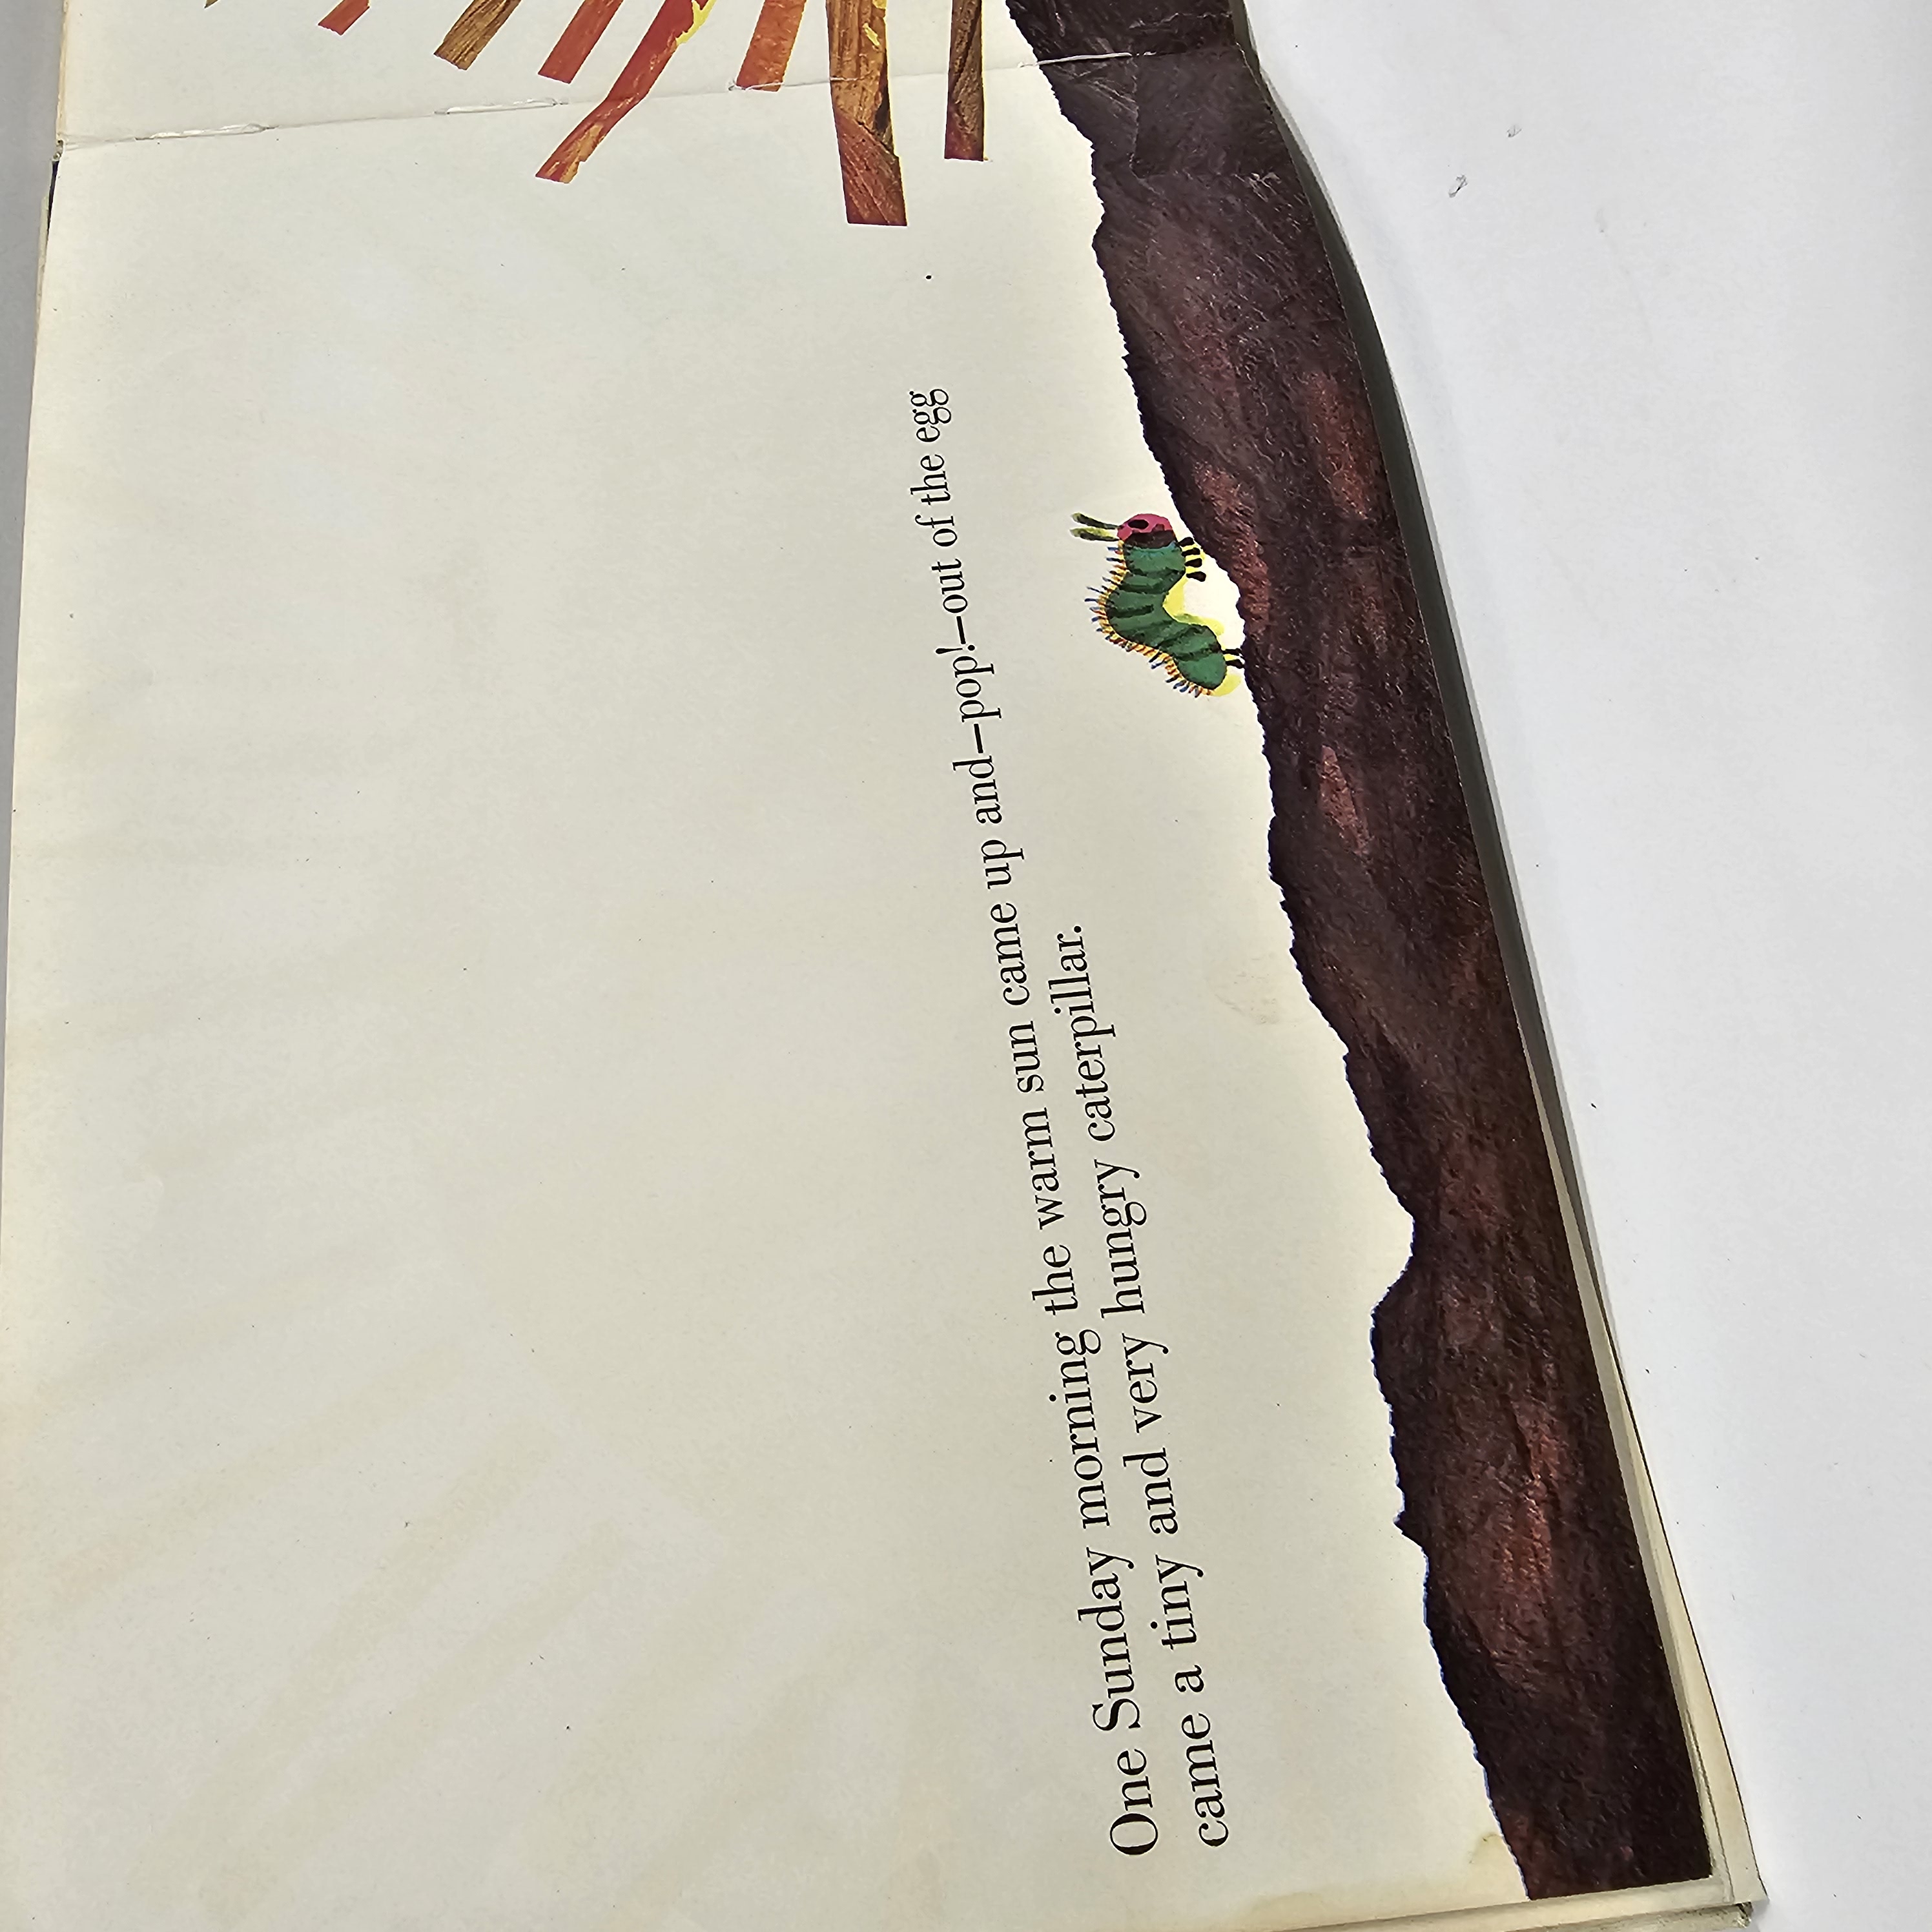 One Sunday morning the warm sun came up and—pop!—out of the egg
came a tiny and very hungry caterpillar.